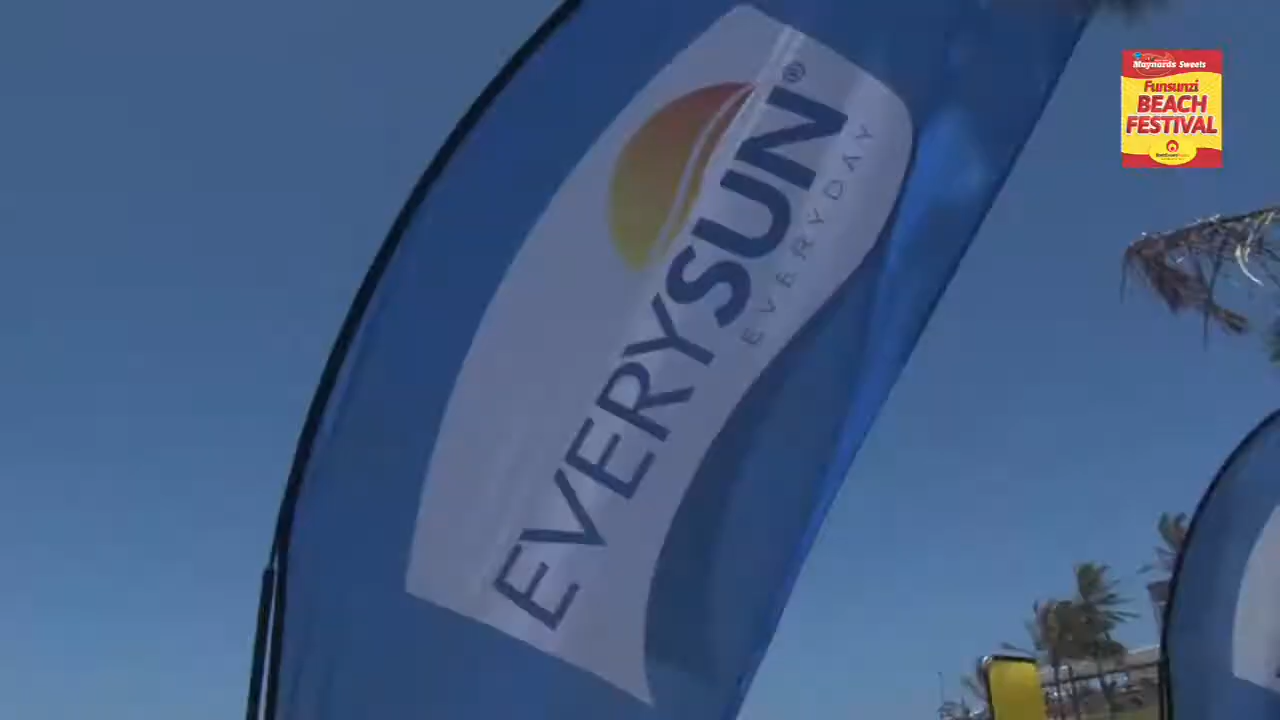 EVERYSUN®
EVERYDAY
Maynards Sweets
Funsunzi
BEACH
FESTIVAL